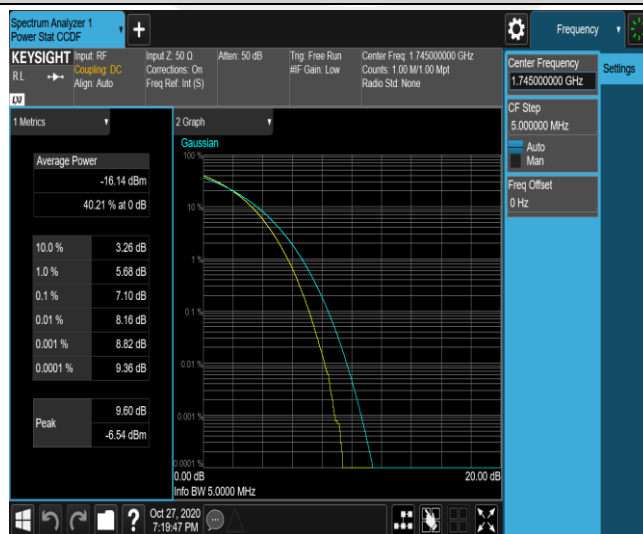 Spectrum Analyzer 1
Power Stat CCDF
+
Frequency
KEYSIGHT
RL
LXI
Input: RF
Coupling: DC
Align: Auto
Input Z: 50 Ω
Corrections: On
Freq Ref: Int (S)
Atten: 50 dB
Trig: Free Run
#IF Gain: Low
Center Freq: 1.745000000 GHz
Counts: 1.00 M/1.00 Mpt
Radio Std: None
Center Frequency
1.745000000 GHz
Settings
CF Step
5.000000 MHz
Auto
Man
Freq Offset
0 Hz
1 Metrics
Average Power
-16.14 dBm
40.21 % at 0 dB
10.0 % 3.26 dB
1.0 % 5.68 dB
0.1 % 7.10 dB
0.01 % 8.16 dB
0.001 % 8.82 dB
0.0001 % 9.36 dB
Peak
9.60 dB
-6.54 dBm
2 Graph
Gaussian
100 %
10 %
1 %
0.1 %
0.01 %
0.001 %
0.0001 %
0.00 dB 20.00 dB
Info BW 5.0000 MHz
?
Oct 27, 2020
7:19:47 PM